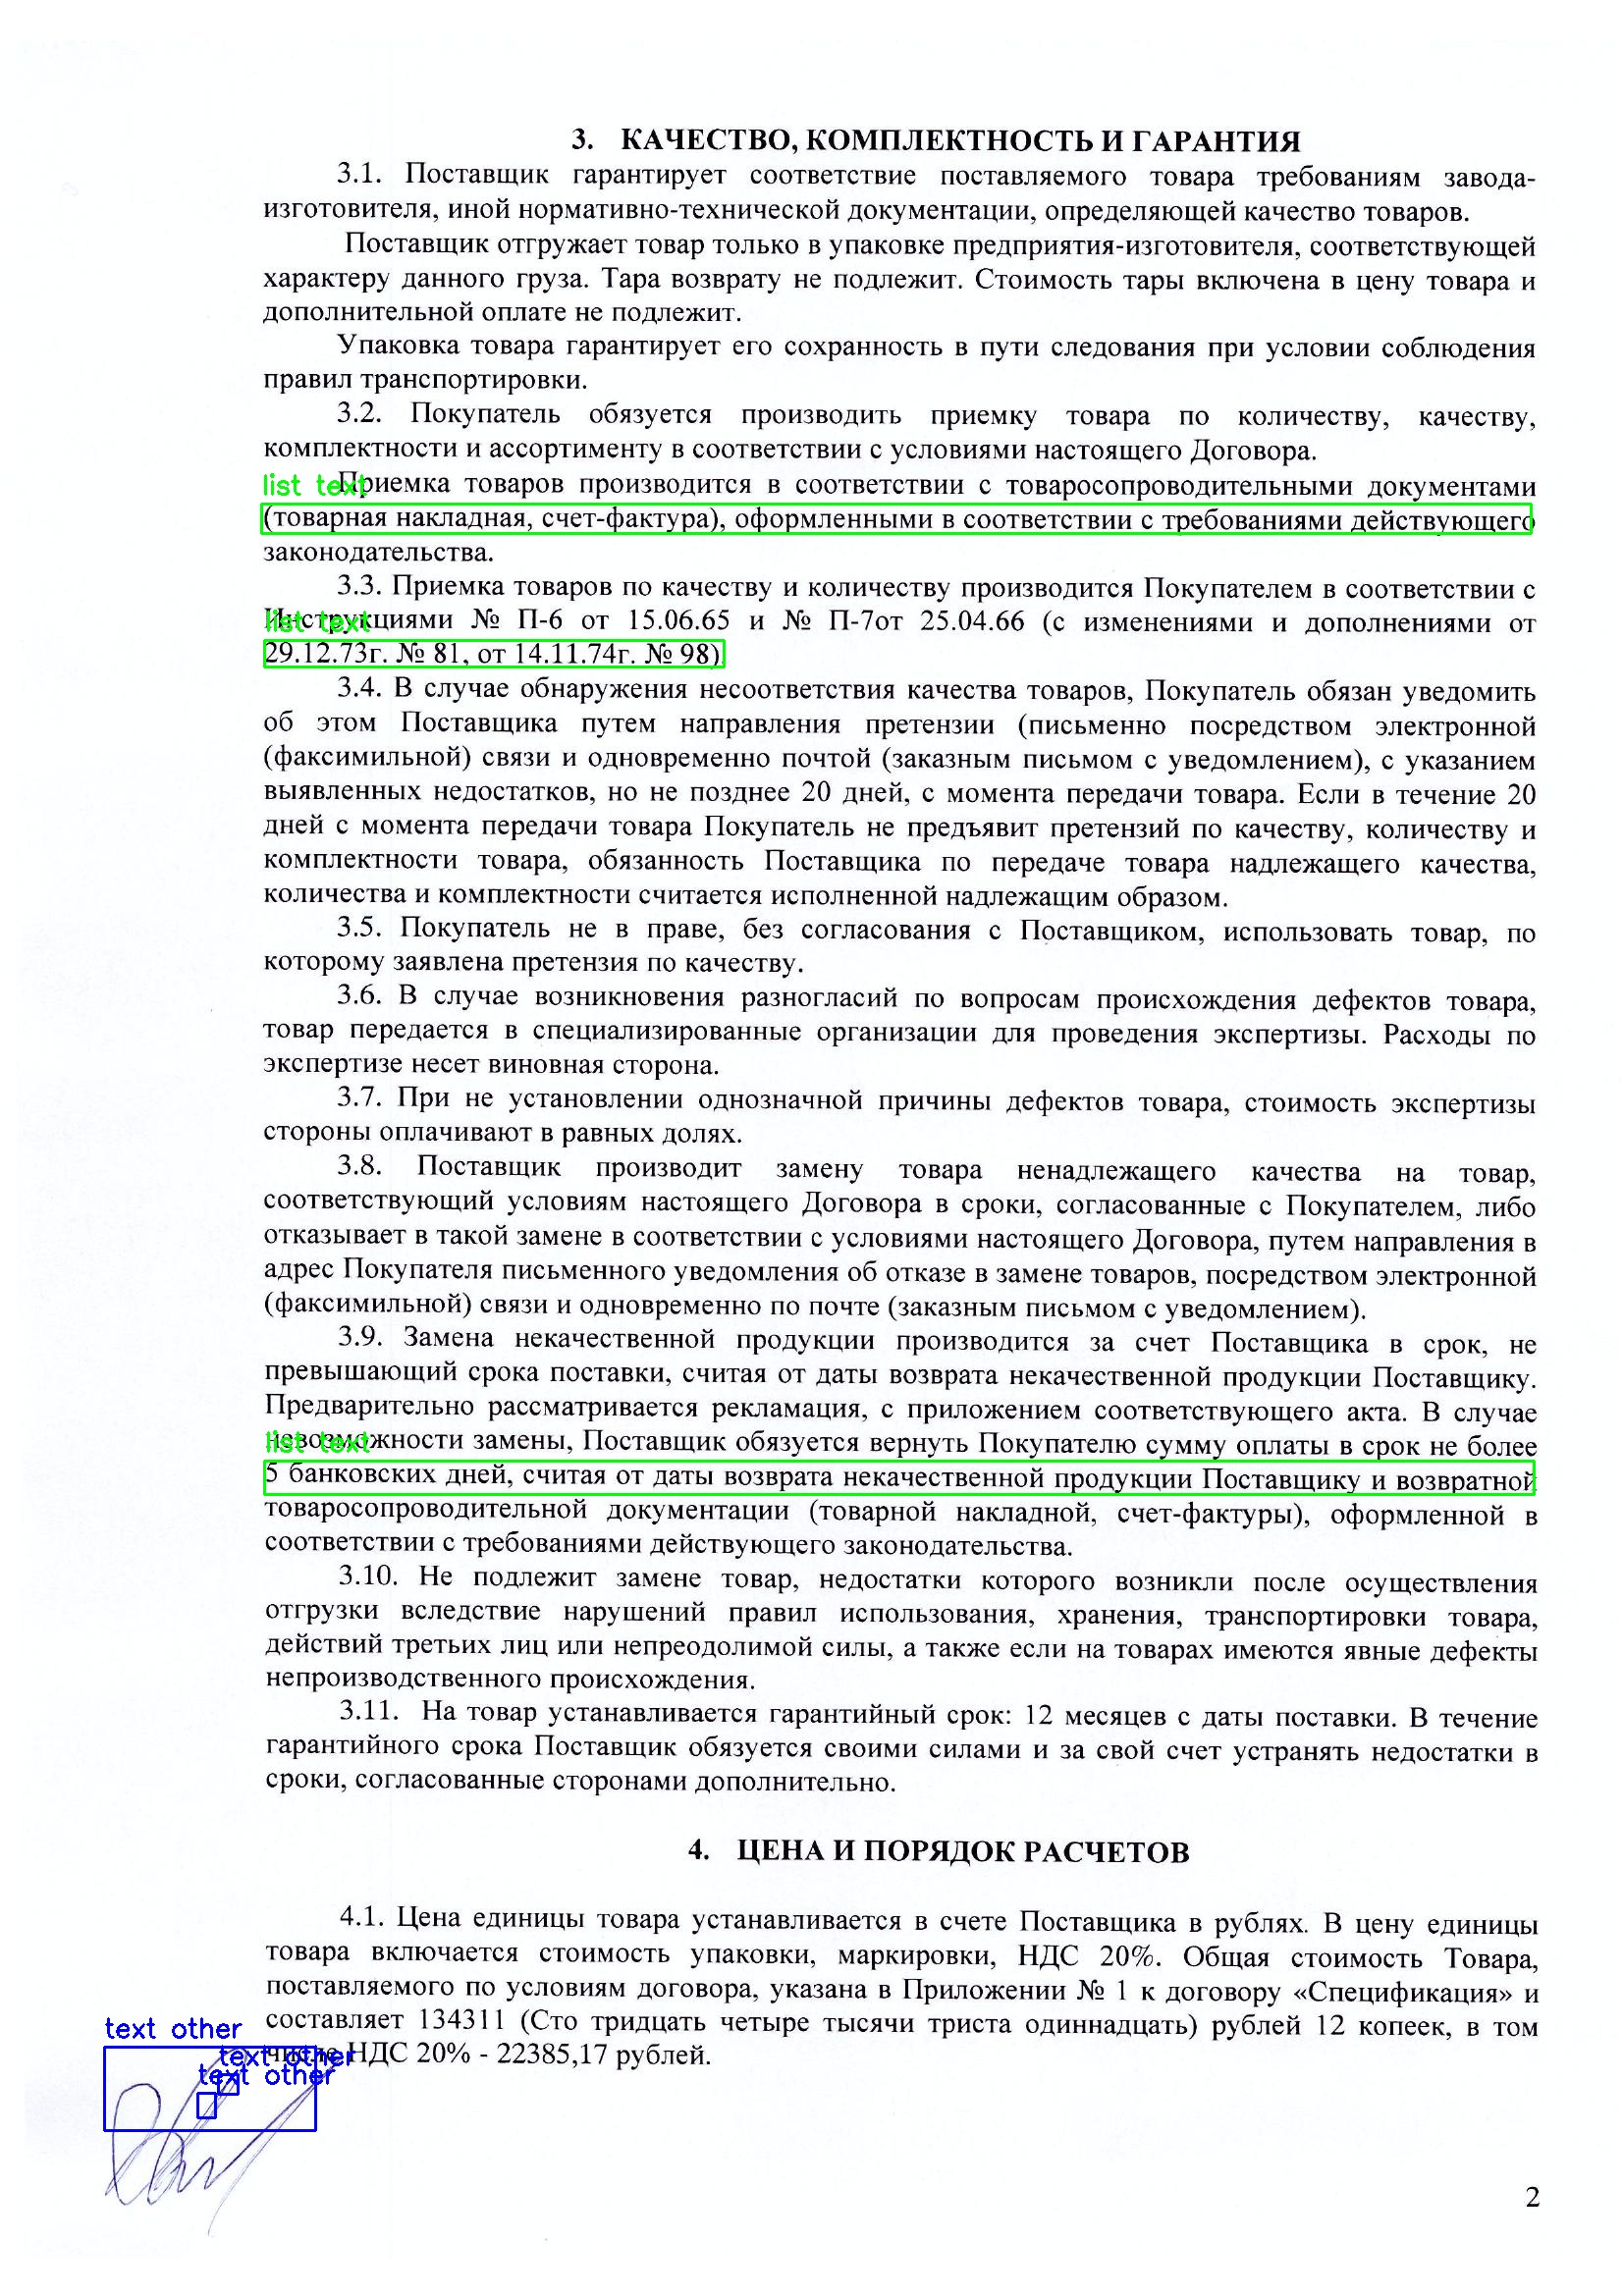 3. КАЧЕСТВО, КОМПЛЕКТНОСТЬ И ГАРАНТИЯ
3.1. Поставщик гарантирует соответствие поставляемого товара требованиям завода-
изготовителя, иной нормативно-технической документации, определяющей качество товаров.
Поставщик отгружает товар только в упаковке предприятия-изготовителя, соответствующей
характеру данного груза. Тара возврату не подлежит. Стоимость тары включена в цену товара и
дополнительной оплате не подлежит.
Упаковка товара гарантирует его сохранность в пути следования при условии соблюдения
правил транспортировки.
3.2. Покупатель обязуется производить приемку товара по количеству, качеству,
комплектности и ассортименту в соответствии с условиями настоящего Договора.
list text
Приемка товаров производится в соответствии с товаросопроводительными документами
(товарная накладная, счет-фактура), оформленными в соответствии с требованиями действующего
законодательства.
3.3. Приемка товаров по качеству и количеству производится Покупателем в соответствии с
list text
Инструкциями № П-6 от 15.06.65 и № П-7от 25.04.66 (с изменениями и дополнениями от
29.12.73г. № 81, от 14.11.74г. № 98)
3.4. В случае обнаружения несоответствия качества товаров, Покупатель обязан уведомить
об этом Поставщика путем направления претензии (письменно посредством электронной
(факсимильной) связи и одновременно почтой (заказным письмом с уведомлением), с указанием
выявленных недостатков, но не позднее 20 дней, с момента передачи товара. Если в течение 20
дней с момента передачи товара Покупатель не предъявит претензий по качеству, количеству и
комплектности товара, обязанность Поставщика по передаче товара надлежащего качества,
количества и комплектности считается исполненной надлежащим образом.
3.5. Покупатель не в праве, без согласования с Поставщиком, использовать товар, по
которому заявлена претензия по качеству.
3.6. В случае возникновения разногласий по вопросам происхождения дефектов товара,
товар передается в специализированные организации для проведения экспертизы. Расходы по
экспертизе несет виновная сторона.
3.7. При не установлении однозначной причины дефектов товара, стоимость экспертизы
стороны оплачивают в равных долях.
3.8. Поставщик производит замену товара ненадлежащего качества на товар,
соответствующий условиям настоящего Договора в сроки, согласованные с Покупателем, либо
отказывает в такой замене в соответствии с условиями настоящего Договора, путем направления в
адрес Покупателя письменного уведомления об отказе в замене товаров, посредством электронной
(факсимильной) связи и одновременно по почте (заказным письмом с уведомлением).
3.9. Замена некачественной продукции производится за счет Поставщика в срок, не
превышающий срока поставки, считая от даты возврата некачественной продукции Поставщику.
Предварительно рассматривается рекламация, с приложением соответствующего акта. В случае
list text
невозможности замены, Поставщик обязуется вернуть Покупателю сумму оплаты в срок не более
5 банковских дней, считая от даты возврата некачественной продукции Поставщику и возвратной
товаросопроводительной документации (товарной накладной, счет-фактуры), оформленной в
соответствии с требованиями действующего законодательства.
3.10. Не подлежит замене товар, недостатки которого возникли после осуществления
отгрузки вследствие нарушений правил использования, хранения, транспортировки товара,
действий третьих лиц или непреодолимой силы, а также если на товарах имеются явные дефекты
непроизводственного происхождения.
3.11. На товар устанавливается гарантийный срок: 12 месяцев с даты поставки. В течение
гарантийного срока Поставщик обязуется своими силами и за свой счет устранять недостатки в
сроки, согласованные сторонами дополнительно.
4. ЦЕНА И ПОРЯДОК РАСЧЕТОВ
4.1. Цена единицы товара устанавливается в счете Поставщика в рублях. В цену единицы
товара включается стоимость упаковки, маркировки, НДС 20%. Общая стоимость Товара,
поставляемого по условиям договора, указана в Приложении № 1 к договору «Спецификация» и
составляет 134311 (Сто тридцать четыре тысячи триста одиннадцать) рублей 12 копеек, в том
text other
числе НДС 20% - 22385,17 рублей.
text other
text other
2